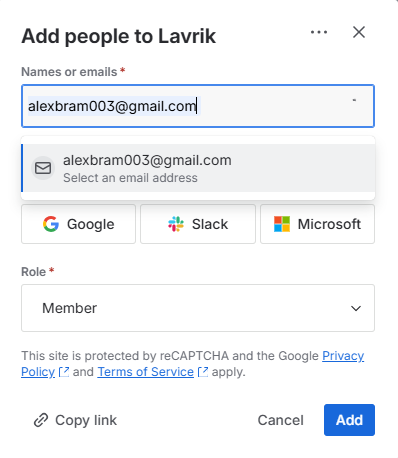 Add people to Lavrik
Names or emails *
alexbram003@gmail.com
alexbram003@gmail.com
Select an email address
Google
Slack
Microsoft
Role *
Member
This site is protected by reCAPTCHA and the Google Privacy
Policy and Terms of Service apply.
Copy link
Cancel
Add